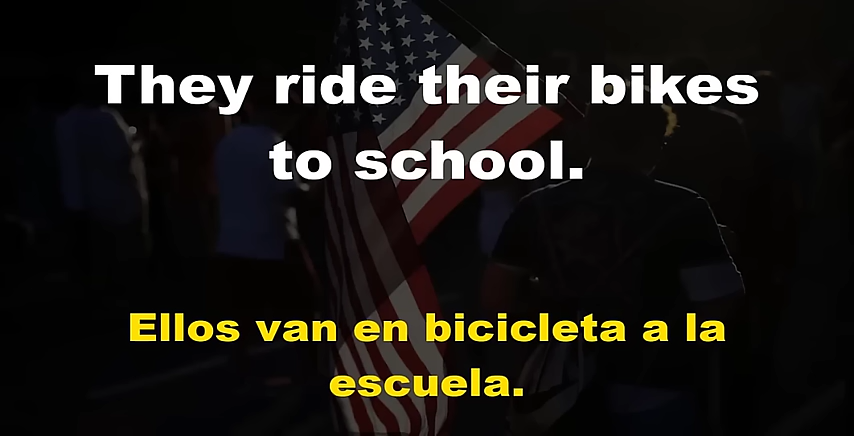 They ride their bikes
to school.
Ellos van en bicicleta a la
escuela.